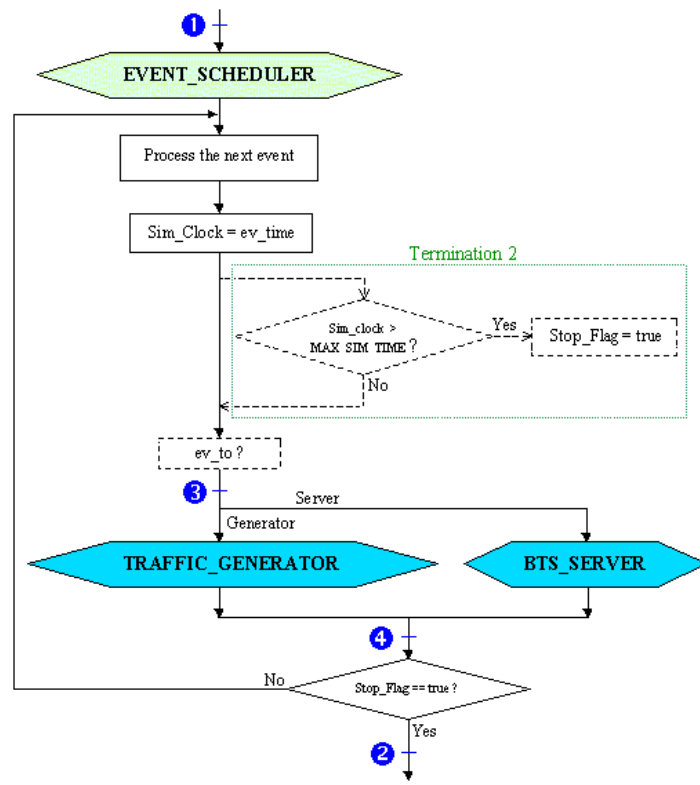 1
EVENT_SCHEDULER
Process the next event
Sim_Clock = ev_time
Termination 2
Sim_clock >
MAX SIM TIME ?
Yes
Stop_Flag = true
No
ev_to ?
3
Server
Generator
TRAFFIC_GENERATOR
BTS_SERVER
4
No
Stop_Flag == true ?
Yes
2